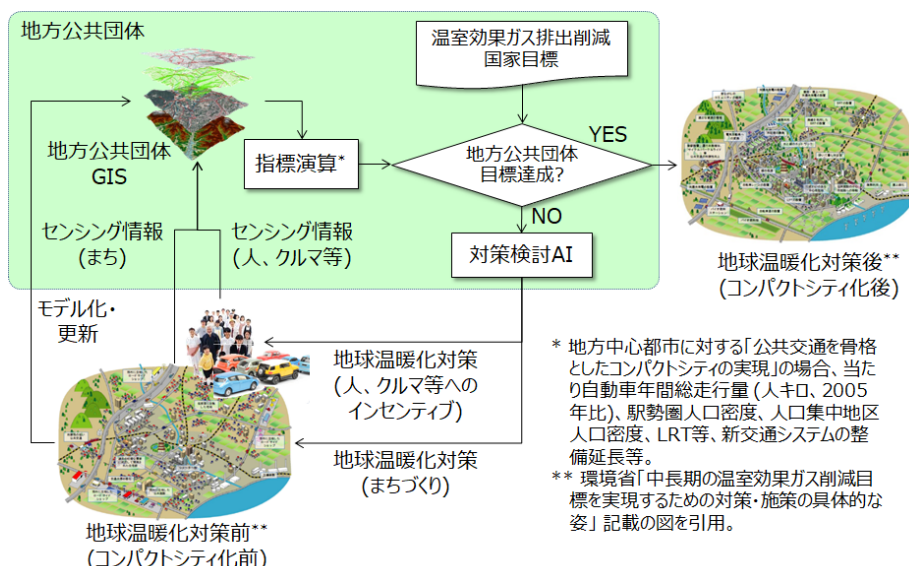 地方公共団体
温室効果ガス排出削減
国家目標
地方公共団体
GIS
指標演算*
地方公共団体
目標達成?
YES
NO
センシング情報
(まち)
センシング情報
(人、クルマ等)
対策検討AI
地球温暖化対策後**
(コンパクトシティ化後)
モデル化・
更新
地球温暖化対策
(人、クルマ等への
インセンティブ)
地球温暖化対策
(まちづくり)
地球温暖化対策前**
(コンパクトシティ化前)
* 地方中心都市に対する「公共交通を骨格
としたコンパクトシティの実現」の場合、当た
り自動車年間総走行量 (人キロ、2005
年比)、駅勢圏人口密度、人口集中地区
人口密度、LRT等、新交通システムの整
備延長等。
** 環境省「中長期の温室効果ガス削減目
標を実現するための対策・施策の具体的な
姿」 記載の図を引用。